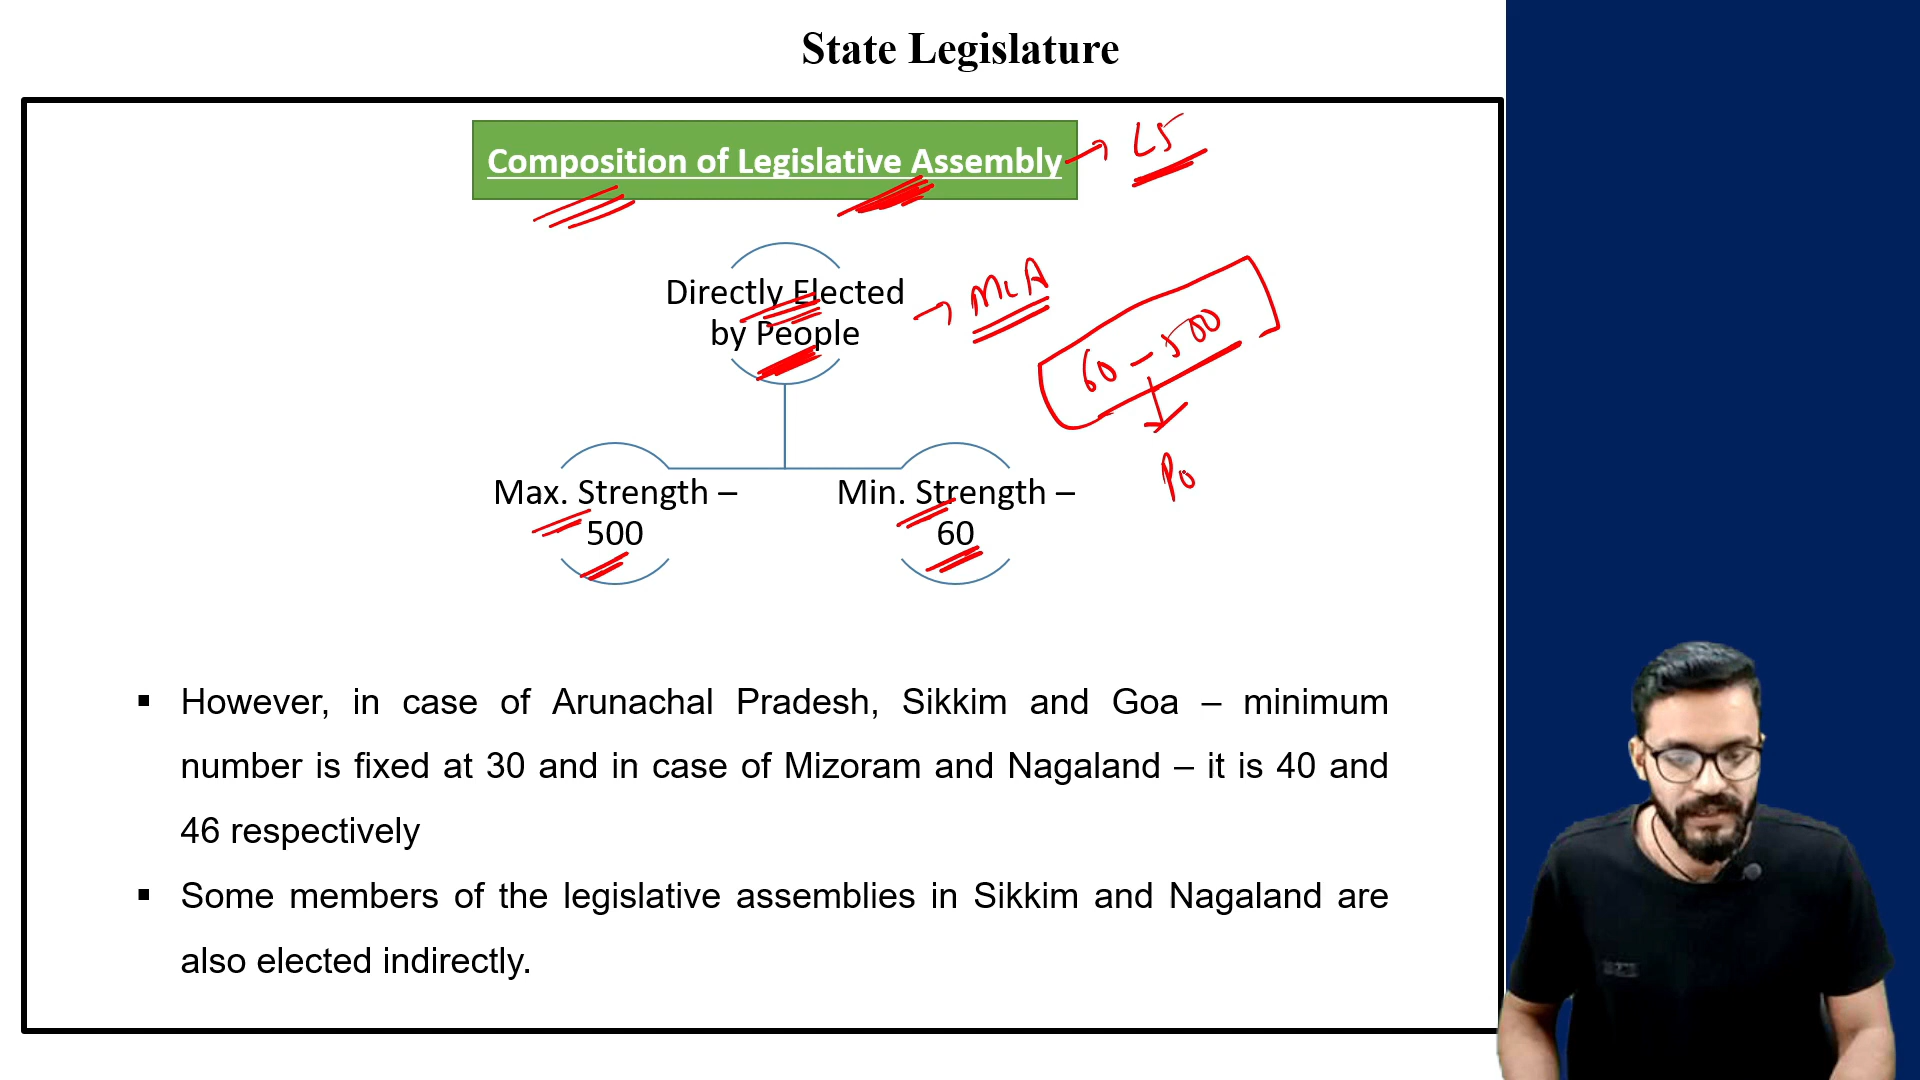 State Legislature
Composition of Legislative Assembly
LS
Directly Elected
by People
MLA
60 - 500
Po
Max. Strength –
500
Min. Strength –
60
▪ However, in case of Arunachal Pradesh, Sikkim and Goa – minimum
number is fixed at 30 and in case of Mizoram and Nagaland – it is 40 and
46 respectively
▪ Some members of the legislative assemblies in Sikkim and Nagaland are
also elected indirectly.